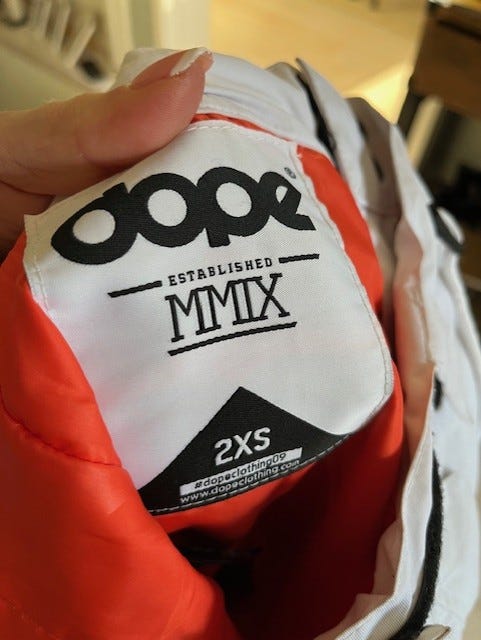 dope®
ESTABLISHED
MMIX
2XS
#dopeclothing09
www.dopeclothing.com